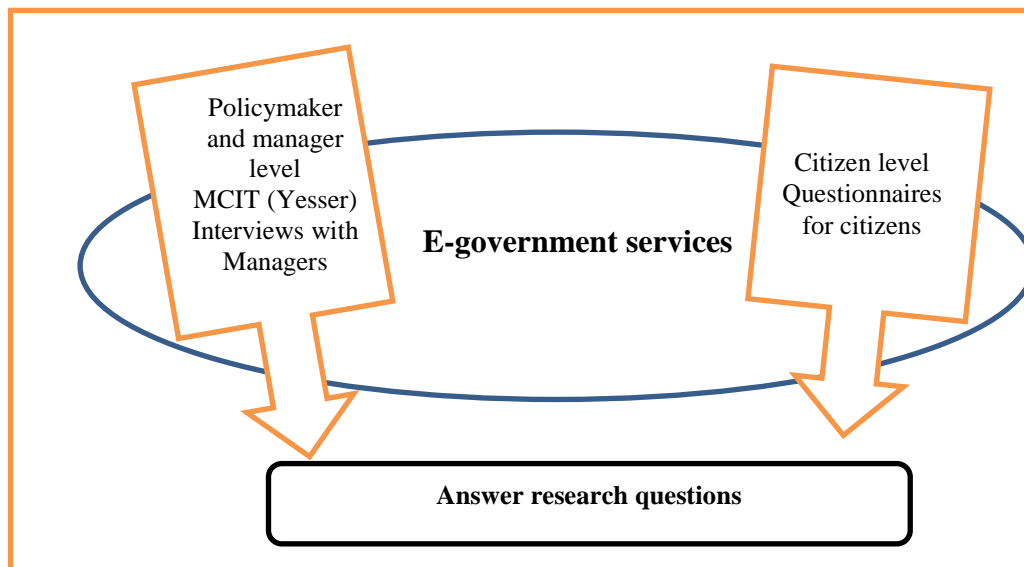 Policymaker
and manager
level
MCIT (Yesser)
Interviews with
Managers
E-government services
Citizen level
Questionnaires
for citizens
Answer research questions